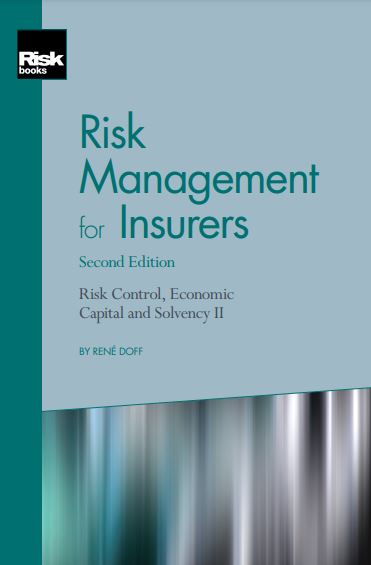 Risk
books
Risk
Management
for Insurers
Second Edition
Risk Control, Economic
Capital and Solvency II
BY RENÉ DOFF